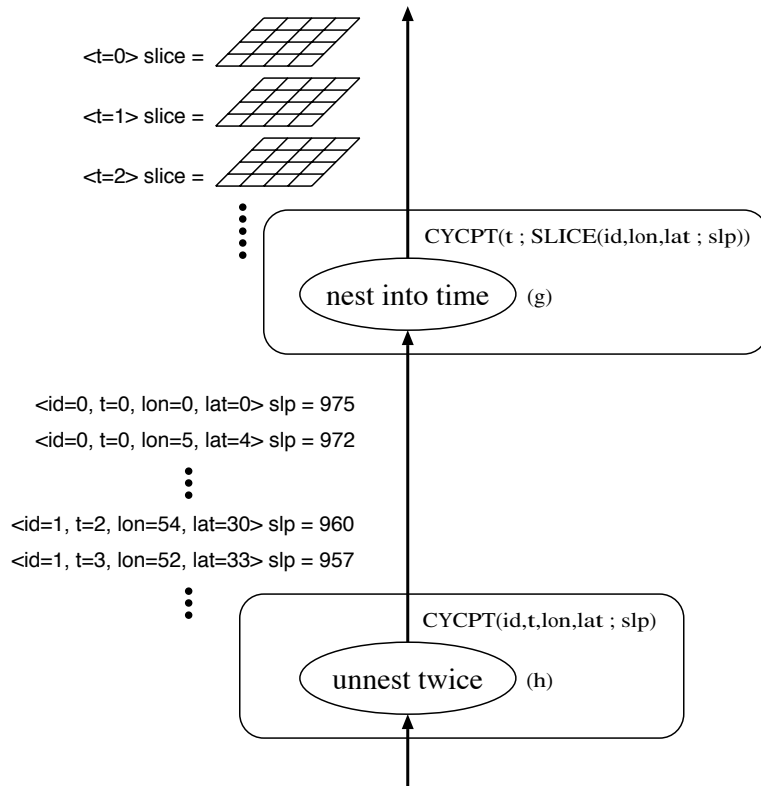 <t=0> slice =
<t=1> slice =
<t=2> slice =
CYCPT(t ; SLICE(id,lon,lat ; slp))
nest into time
(g)
<id=0, t=0, lon=0, lat=0> slp = 975
<id=0, t=0, lon=5, lat=4> slp = 972
<id=1, t=2, lon=54, lat=30> slp = 960
<id=1, t=3, lon=52, lat=33> slp = 957
CYCPT(id,t,lon,lat ; slp)
unnest twice
(h)